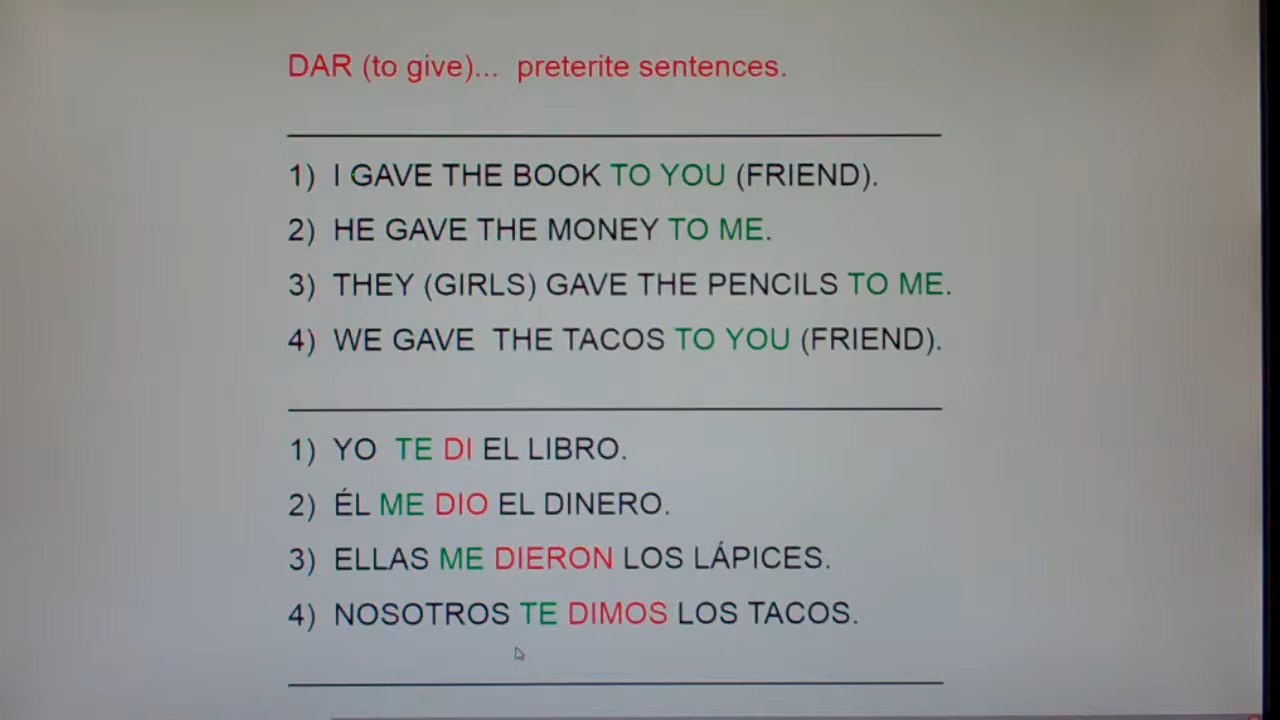 DAR (to give)... preterite sentences.
1) I GAVE THE BOOK TO YOU (FRIEND).
2) HE GAVE THE MONEY TO ME.
3) THEY (GIRLS) GAVE THE PENCILS TO ME.
4) WE GAVE THE TACOS TO YOU (FRIEND).
1) YO TE DI EL LIBRO.
2) ÉL ME DIO EL DINERO.
3) ELLAS ME DIERON LOS LÁPICES.
4) NOSOTROS TE DIMOS LOS TACOS.